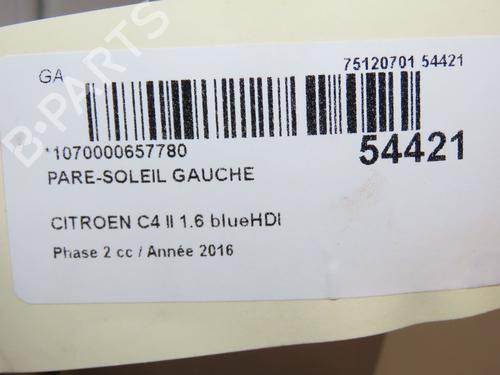 B-PARTS
GA
75120701 54421
*1070000657780
54421
PARE-SOLEIL GAUCHE
CITROEN C4 II 1.6 blueHDI
Phase 2 cc / Année 2016